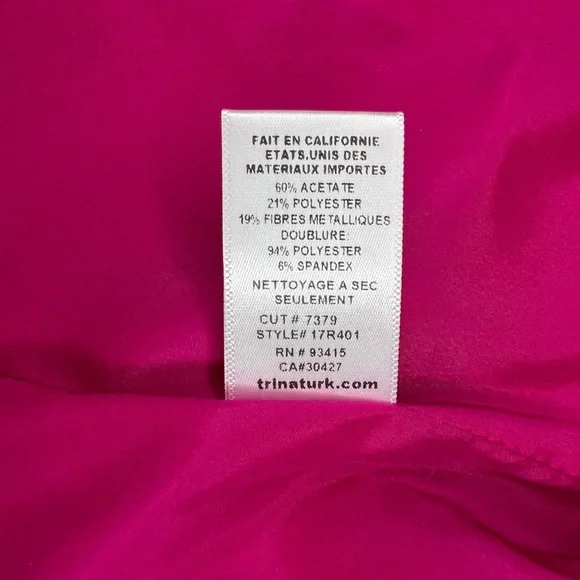 FAIT EN CALIFORNIE
ETATS.UNIS DES
MATERIAUX IMPORTES
60% ACETATE
21% POLYESTER
19% FIBRES METALLIQUES
DOUBLURE:
94% POLYESTER
6% SPANDEX
NETTOYAGE A SEC
SEULEMENT
CUT # 7379
STYLE# 17R401
RN # 93415
CA#30427
trinaturk.com